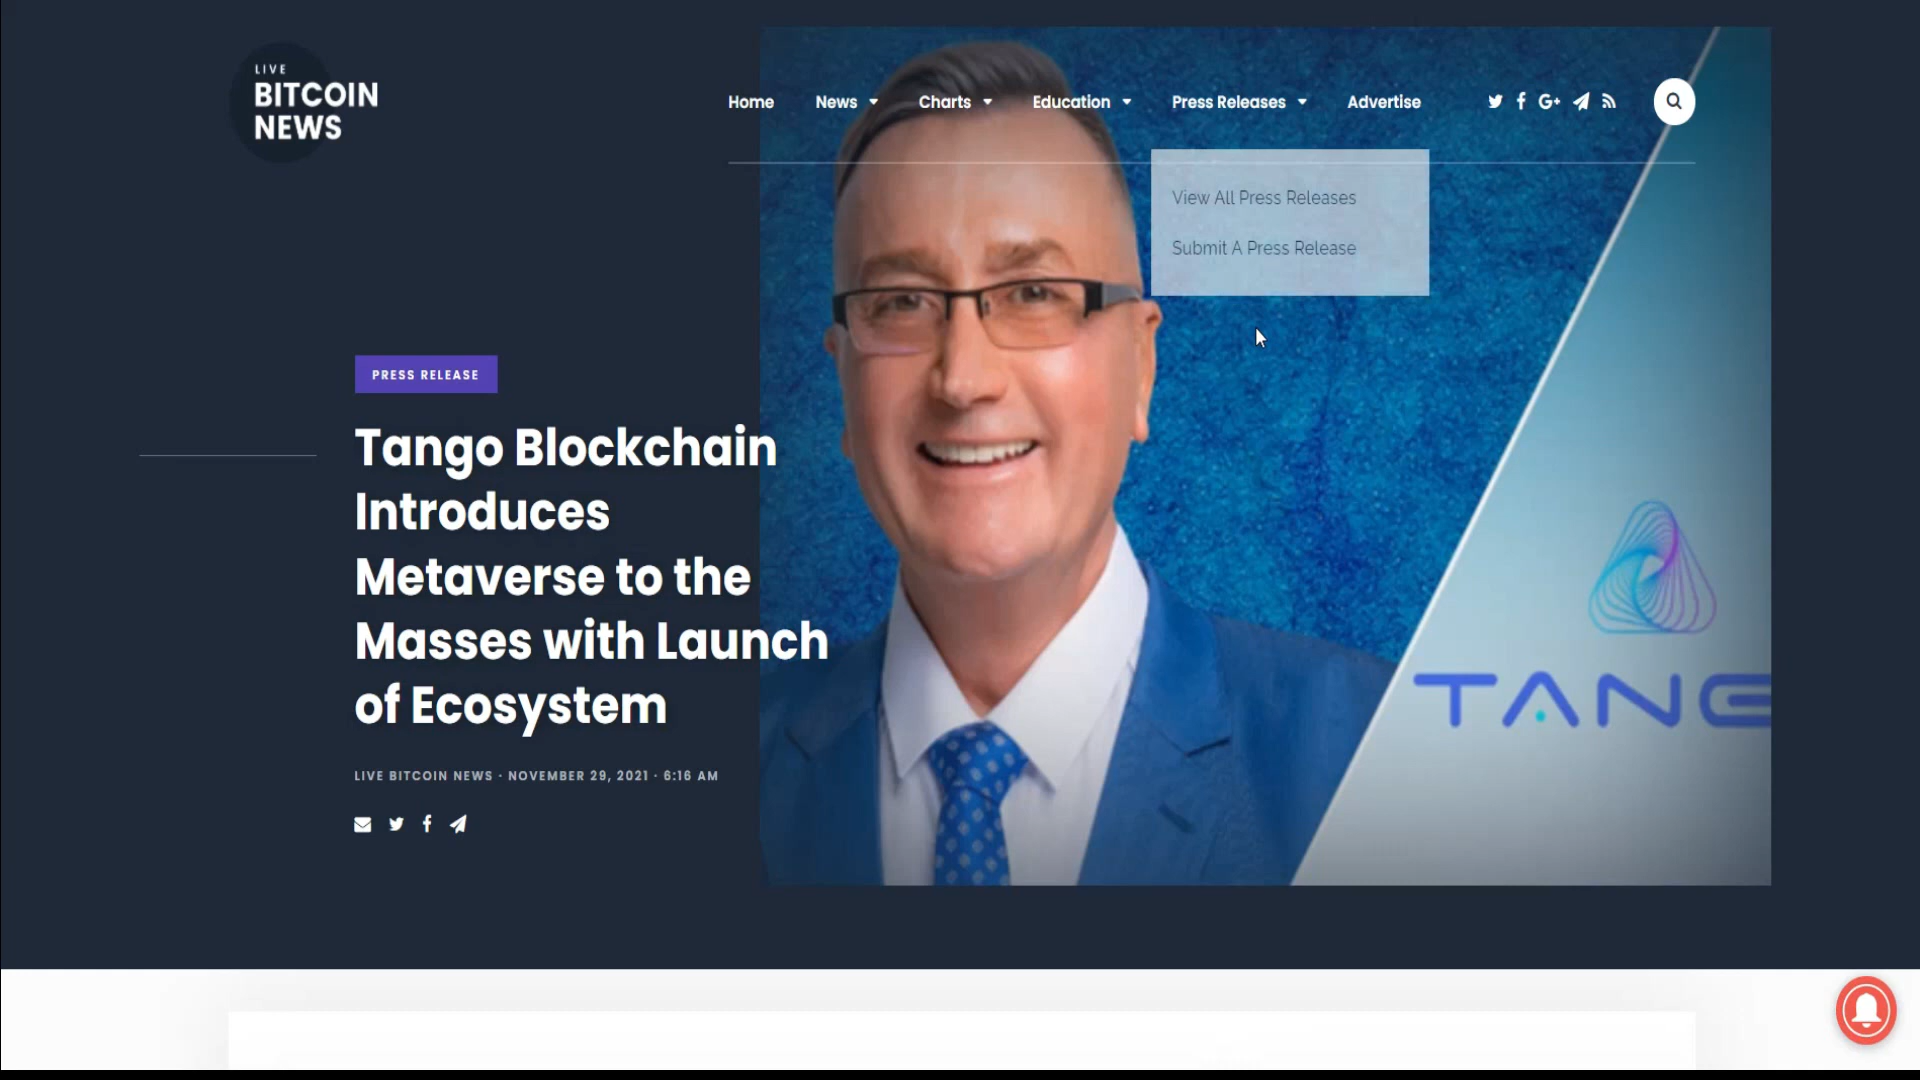 LIVE
BITCOIN
NEWS
Home News Charts Education Press Releases Advertise
View All Press Releases
Submit A Press Release
PRESS RELEASE
Tango Blockchain
Introduces
Metaverse to the
Masses with Launch
of Ecosystem
TANG
LIVE BITCOIN NEWS · NOVEMBER 29, 2021 · 6:16 AM